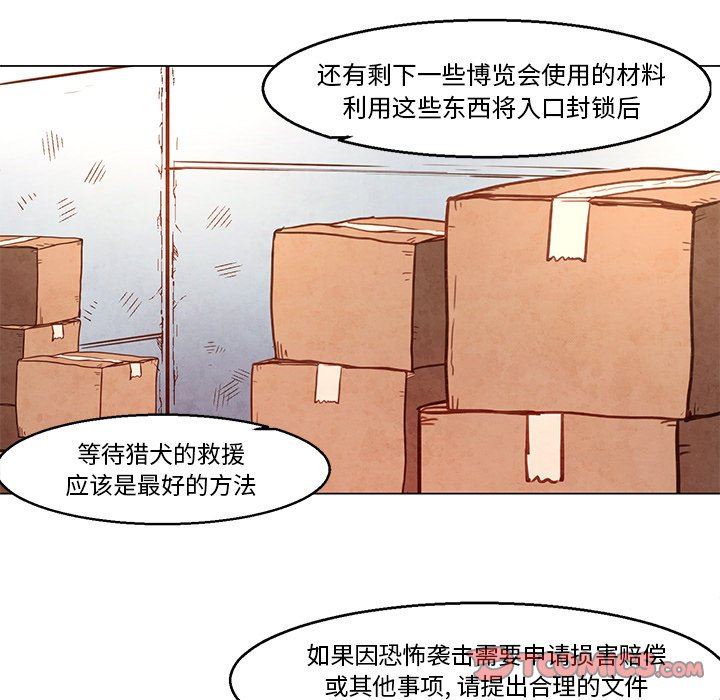 还有剩下一些博览会使用的材料
利用这些东西将入口封锁后
等待猎犬的救援
应该是最好的方法
如果因恐怖袭击需要申请损害赔偿
或其他事项, 请提出合理的文件
TOPTOON.COM